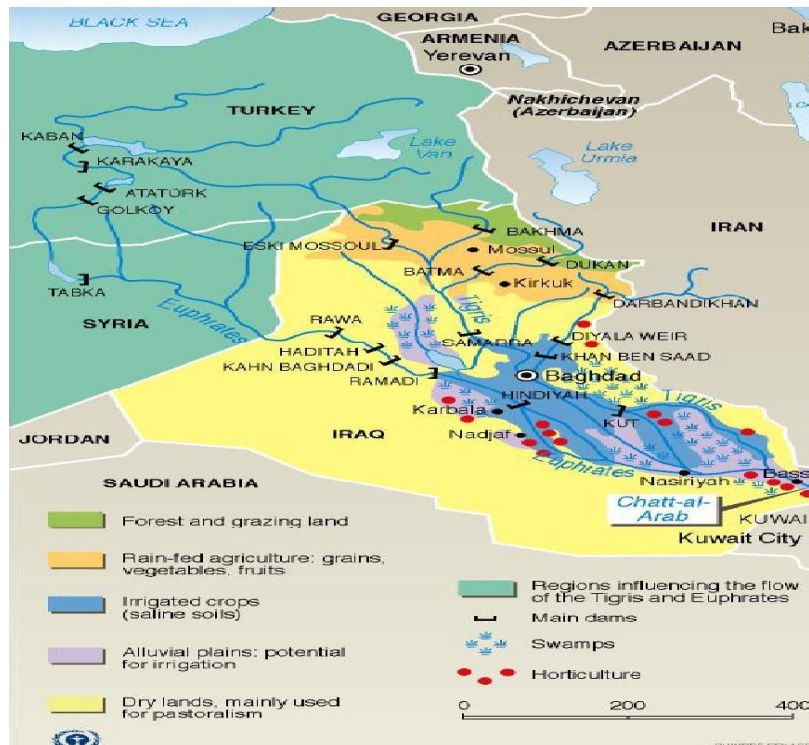 BLACK SEA
GEORGIA
ARMENIA
Yerevan
AZERBAIJAN
Bak
Nakhichevan
(Azerbaijan)
TURKEY
Lake
Van
Lake
Urmia
KABAN
KARAKAYA
ATATÜRK
GOLKOY
IRAN
BAKHMA
ESKI MOSSOUL
Mossul
DUKAN
BATMA
Kirkuk
TABKA
DARBANDIKHAN
Euphrates
Tigris
SYRIA
RAWA
SAMARRA
DIYALA WEIR
HADITAH
KHAN BEN SAAD
KAHN BAGHDADI
RAMADI
Baghdad
HINDIYAH
Tigris
Karbala
KUT
JORDAN
IRAQ
Nadjaf
Euphrates
Nasiriyah
Bass
SAUDI ARABIA
Chatt-al-
Arab
KUWAI
Kuwait City
Forest and grazing land
Rain-fed agriculture: grains,
vegetables, fruits
Irrigated crops
(saline soils)
Alluvial plains: potential
for irrigation
Dry lands, mainly used
for pastoralism
Regions influencing the flow
of the Tigris and Euphrates
Main dams
Swamps
Horticulture
0 200 400